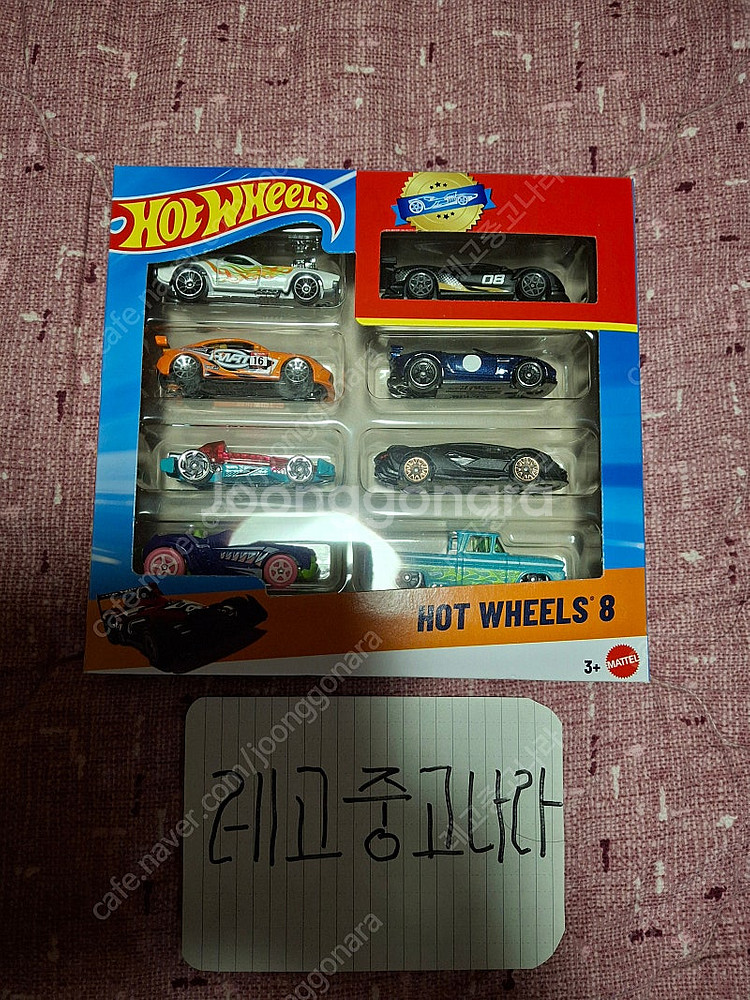 HOT WHEELS
08
16
HOT WHEELS® 8
3+
MATTEL
레고중고나라
Joonggonara
cafe.naver.com/joonggonara